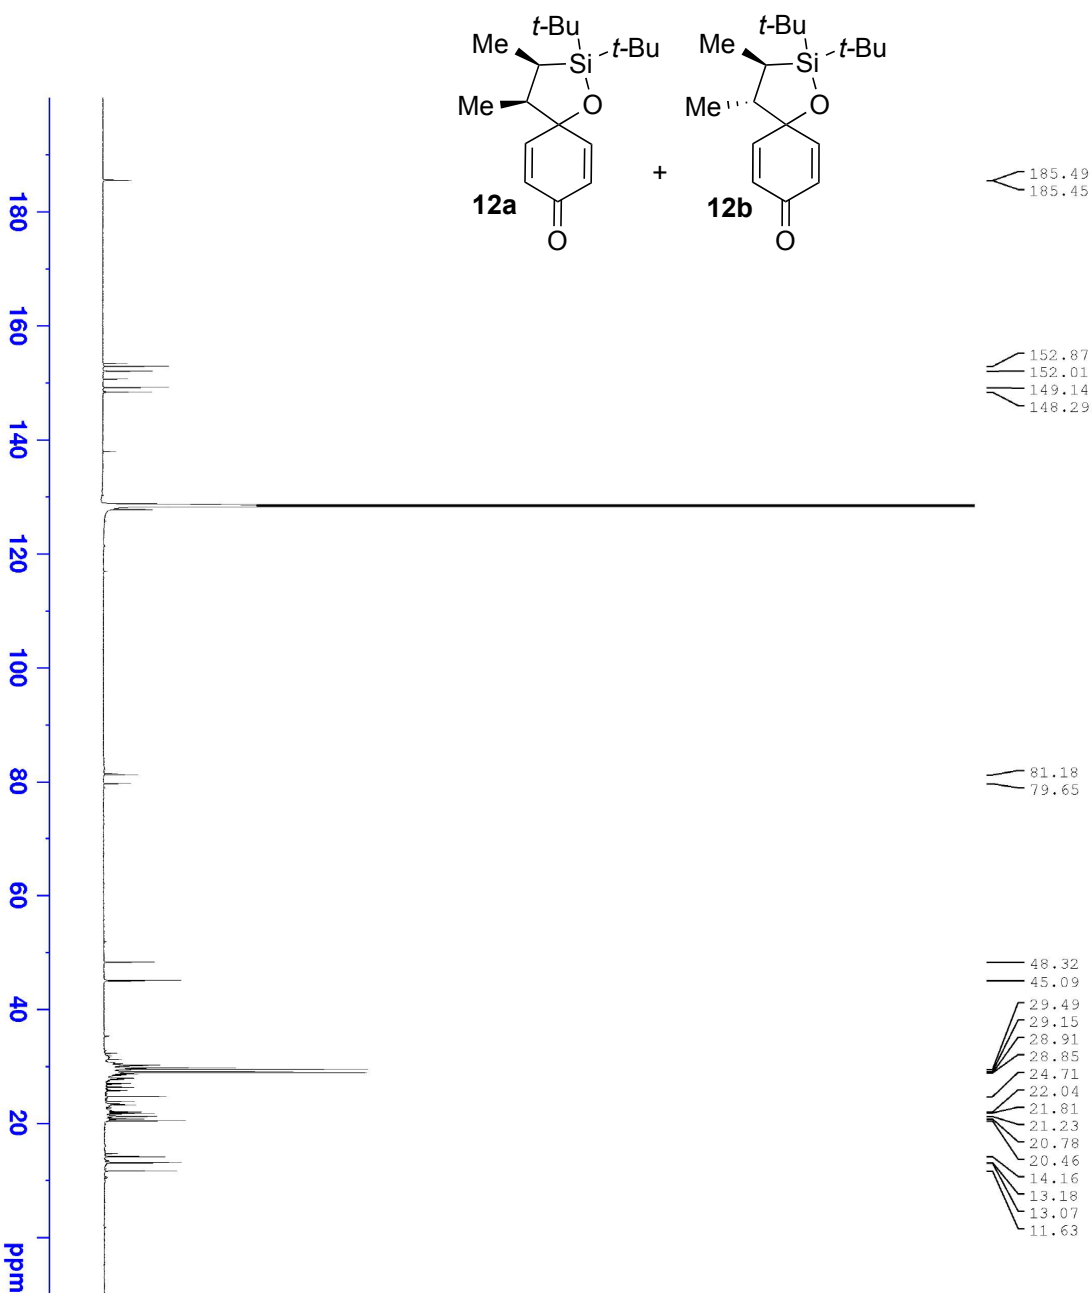 t-Bu
Me
Si
t-Bu
Me
O
12a
O
+
t-Bu
Me
Si
t-Bu
Me
O
12b
O
185.49
185.45
152.87
152.01
149.14
148.29
81.18
79.65
48.32
45.09
29.49
29.15
28.91
28.85
24.71
22.04
21.81
21.23
20.78
20.46
14.16
13.18
13.07
11.63
180
160
140
120
100
80
60
40
20
ppm